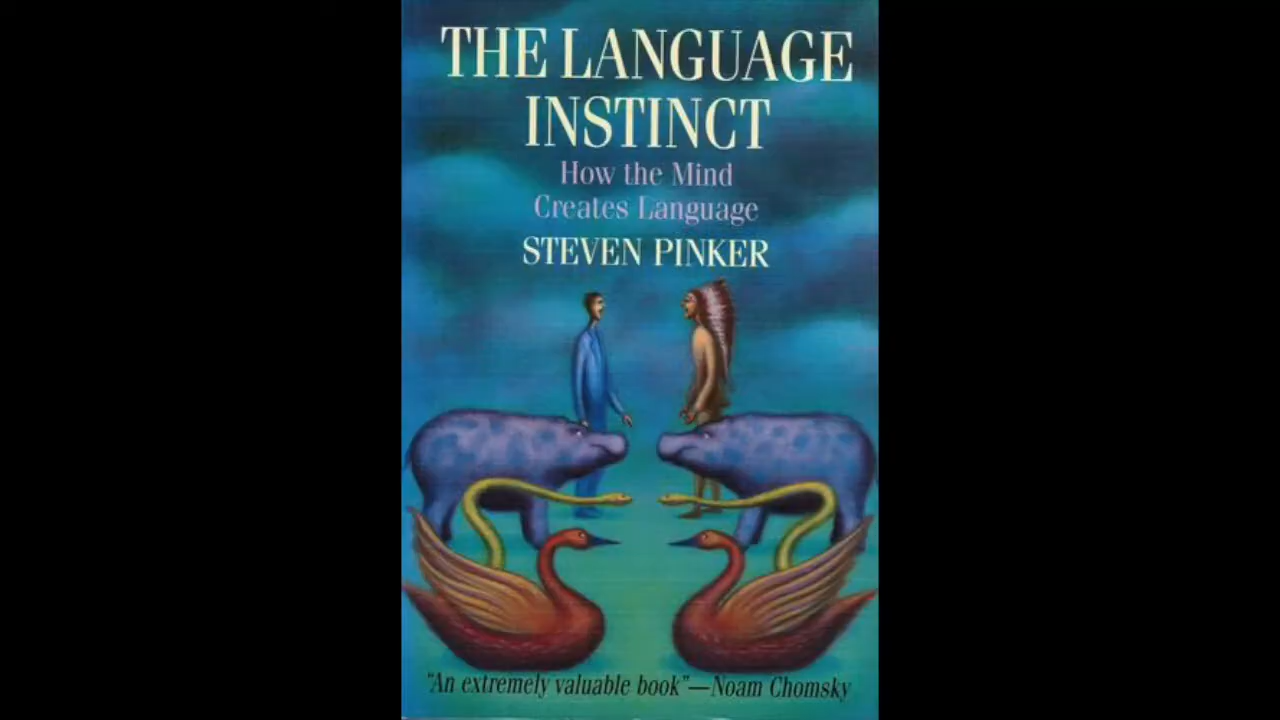 THE LANGUAGE
INSTINCT
How the Mind
Creates Language
STEVEN PINKER
"An extremely valuable book"—Noam Chomsky